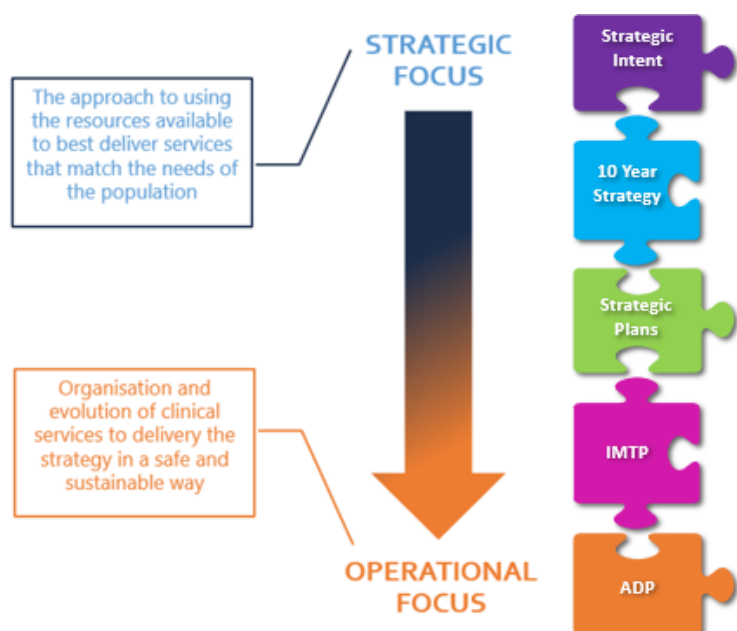 STRATEGIC
FOCUS
The approach to using
the resources available
to best deliver services
that match the needs of
the population
Organisation and
evolution of clinical
services to delivery the
strategy in a safe and
sustainable way
OPERATIONAL
FOCUS
Strategic
Intent
10 Year
Strategy
Strategic
Plans
IMTP
ADP